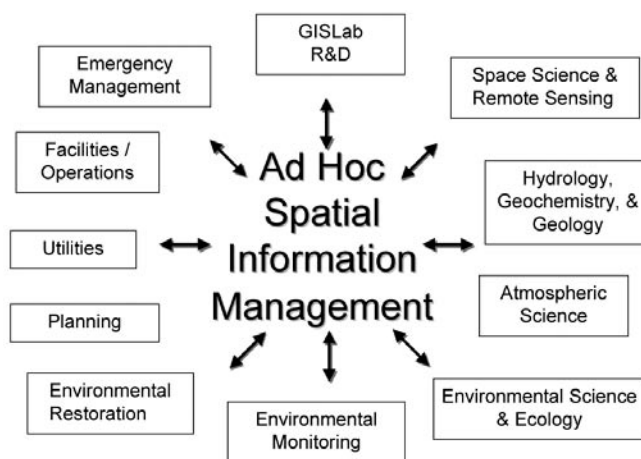 GISLab
R&D
Emergency
Management
Space Science &
Remote Sensing
Facilities /
Operations
Ad Hoc
Spatial
Information
Management
Hydrology,
Geochemistry, &
Geology
Utilities
Atmospheric
Science
Planning
Environmental
Restoration
Environmental
Monitoring
Environmental Science
& Ecology